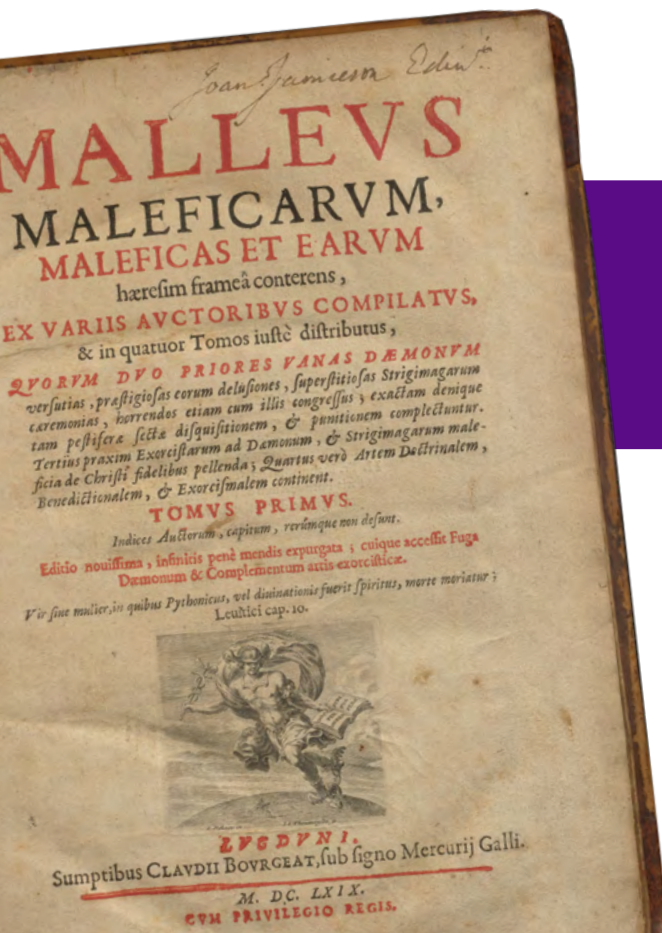 Joan. Jamieson Edinr.
MALLEVS
MALEFICARVM,
MALEFICAS ET EARVM
hæresim frameâ conterens,
EX VARIIS AVCTORIBVS COMPILATVS,
& in quatuor Tomos iustè distributus,
QVORVM DVO PRIORES VANAS DÆMONVM
versutias, præstigiosas eorum delusiones, superstitiosas Strigimagarum
cæremonias, horrendos etiam cum illis congressus; exactam denique
tam pestiferæ sectæ disquisitionem, & punitionem complectuntur.
Tertius praxim Exorcistarum ad Dæmonum, & Strigimagarum male-
ficia de Christi fidelibus pellenda; Quartus verò Artem Doctrinalem,
Benedictionalem, & Exorcismalem continent.
TOMVS PRIMVS.
Indices Auctorum, capitum, rerúmque non desunt.
Editio nouissima, infinitis penè mendis expurgata; cuique accessit Fuga
Dæmonum & Complementum artis exorcisticæ.
Vir siue mulier, in quibus Pythonicus, vel diuinationis fuerit spiritus, morte moriatur;
Leuitici cap. 10.
LVGDVNI.
Sumptibus CLAVDII BOVRGEAT, sub signo Mercurij Galli.
M. DC. LXIX.
CVM PRIVILEGIO REGIS.